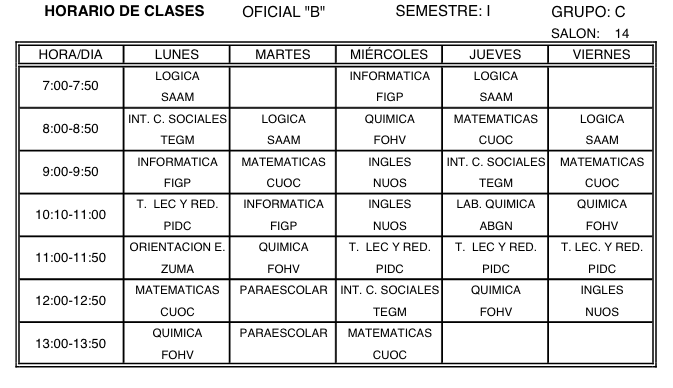 HORARIO DE CLASES OFICIAL "B" SEMESTRE: I GRUPO: C
SALON: 14
HORA/DIA LUNES MARTES MIÉRCOLES JUEVES VIERNES
7:00-7:50 LOGICA INFORMATICA LOGICA
SAAM FIGP SAAM
8:00-8:50 INT. C. SOCIALES LOGICA QUIMICA MATEMATICAS LOGICA
TEGM SAAM FOHV CUOC SAAM
9:00-9:50 INFORMATICA MATEMATICAS INGLES INT. C. SOCIALES MATEMATICAS
FIGP CUOC NUOS TEGM CUOC
10:10-11:00 T. LEC Y RED. INFORMATICA INGLES LAB. QUIMICA QUIMICA
PIDC FIGP NUOS ABGN FOHV
11:00-11:50 ORIENTACION E. QUIMICA T. LEC Y RED. T. LEC Y RED. T. LEC. Y RED.
ZUMA FOHV PIDC PIDC PIDC
12:00-12:50 MATEMATICAS PARAESCOLAR INT. C. SOCIALES QUIMICA INGLES
CUOC TEGM FOHV NUOS
13:00-13:50 QUIMICA PARAESCOLAR MATEMATICAS
FOHV CUOC